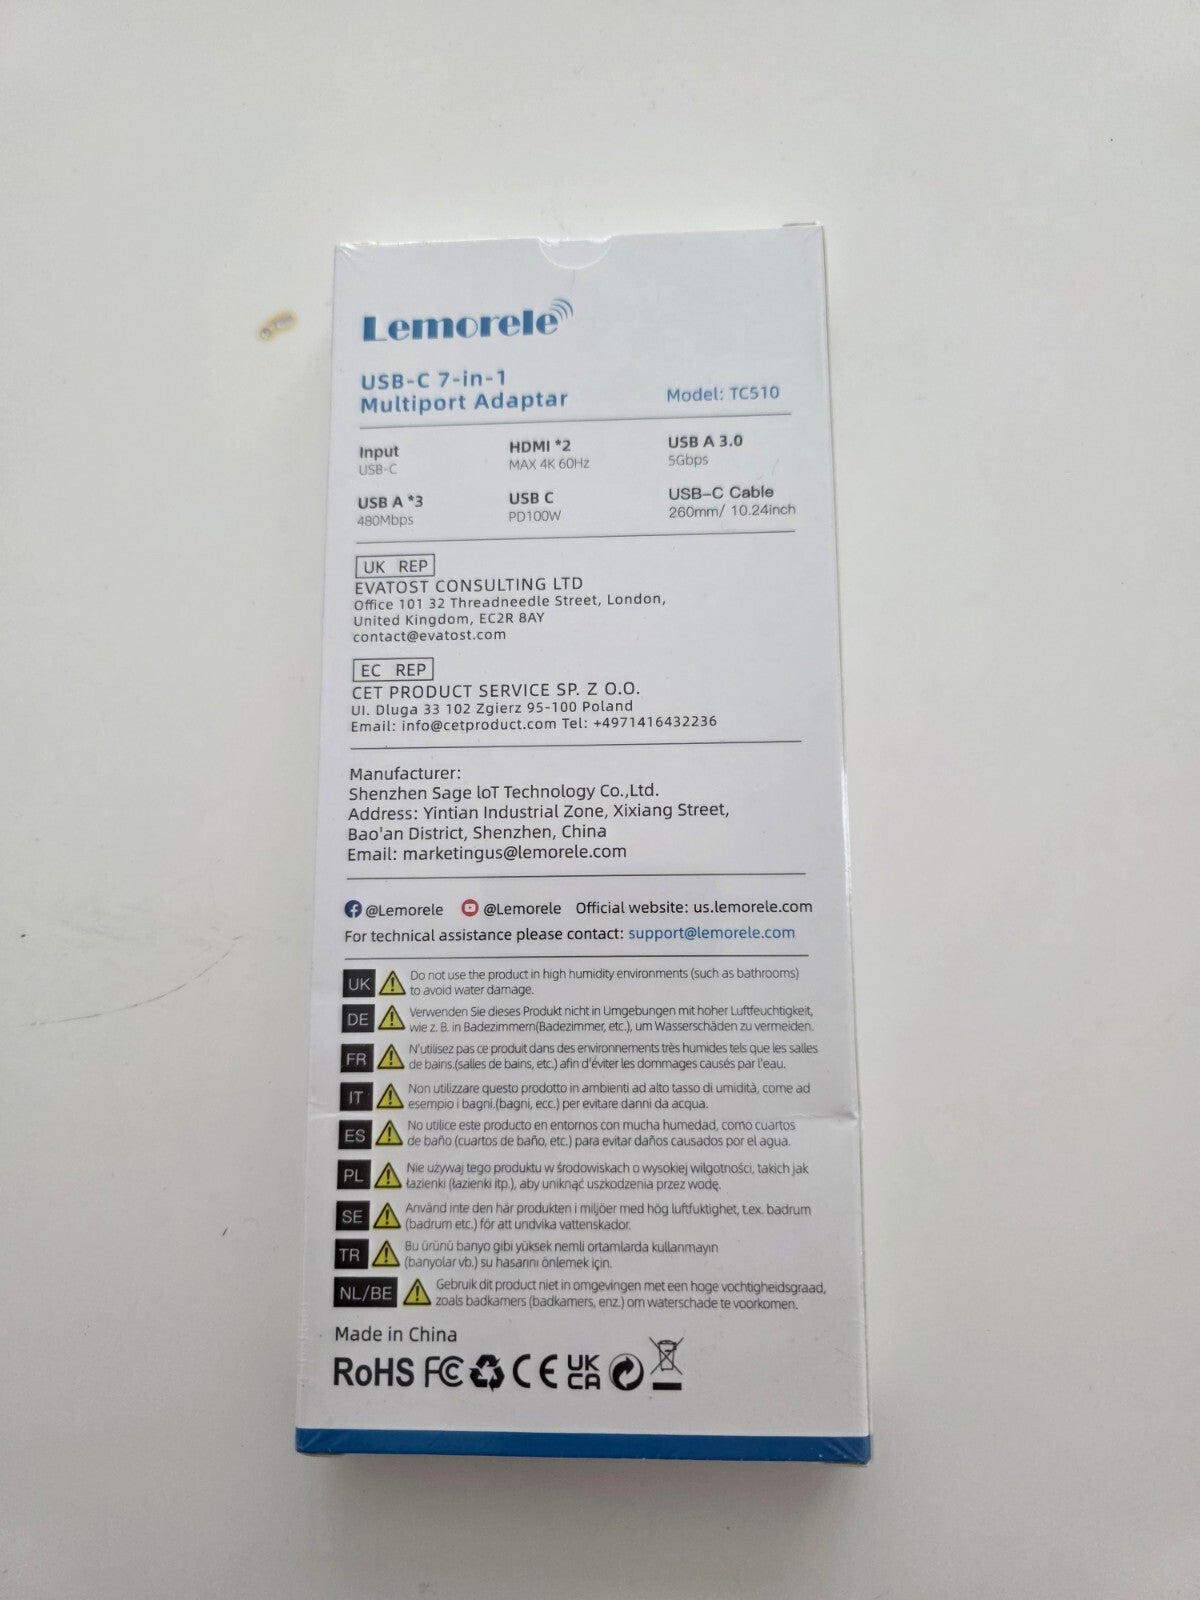 Lemorele
USB-C 7-in-1
Multiport Adaptar
Model: TC510
Input
USB-C
HDMI *2
MAX 4K 60Hz
USB A 3.0
5Gbps
USB A *3
480Mbps
USB C
PD100W
USB-C Cable
260mm/ 10.24inch
UK REP
EVATOST CONSULTING LTD
Office 101 32 Threadneedle Street, London,
United Kingdom, EC2R 8AY
contact@evatost.com
EC REP
CET PRODUCT SERVICE SP. Z O.O.
Ul. Dluga 33 102 Zgierz 95-100 Poland
Email: info@cetproduct.com Tel: +4971416432236
Manufacturer:
Shenzhen Sage IoT Technology Co.,Ltd.
Address: Yintian Industrial Zone, Xixiang Street,
Bao'an District, Shenzhen, China
Email: marketingus@lemorele.com
@Lemorele @Lemorele Official website: us.lemorele.com
For technical assistance please contact: support@lemorele.com
UK Do not use the product in high humidity environments (such as bathrooms)
to avoid water damage.
DE Verwenden Sie dieses Produkt nicht in Umgebungen mit hoher Luftfeuchtigkeit,
wie z. B. in Badezimmern(Badezimmer, etc.), um Wasserschäden zu vermeiden.
FR N'utilisez pas ce produit dans des environnements très humides tels que les salles
de bains.(salles de bains, etc.) afin d'éviter les dommages causés par l'eau.
IT Non utilizzare questo prodotto in ambienti ad alto tasso di umidità, come ad
esempio i bagni.(bagni, ecc.) per evitare danni da acqua.
ES No utilice este producto en entornos con mucha humedad, como cuartos
de baño (cuartos de baño, etc.) para evitar daños causados por el agua.
PL Nie używaj tego produktu w środowiskach o wysokiej wilgotności, takich jak
łazienki (łazienki itp.), aby uniknąć uszkodzenia przez wodę.
SE Använd inte den här produkten i miljöer med hög luftfuktighet, t.ex. badrum
(badrum etc.) för att undvika vattenskador.
TR Bu ürünü banyo gibi yüksek nemli ortamlarda kullanmayın
(banyolar vb.) su hasarını önlemek için.
NL/BE Gebruik dit product niet in omgevingen met een hoge vochtigheidsgraad,
zoals badkamers (badkamers, enz.) om waterschade te voorkomen.
Made in China
RoHS FC CE UK
CA